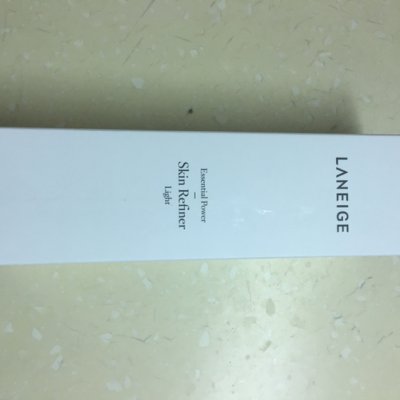 LANEIGE
Essential Power
–
Skin Refiner
Light